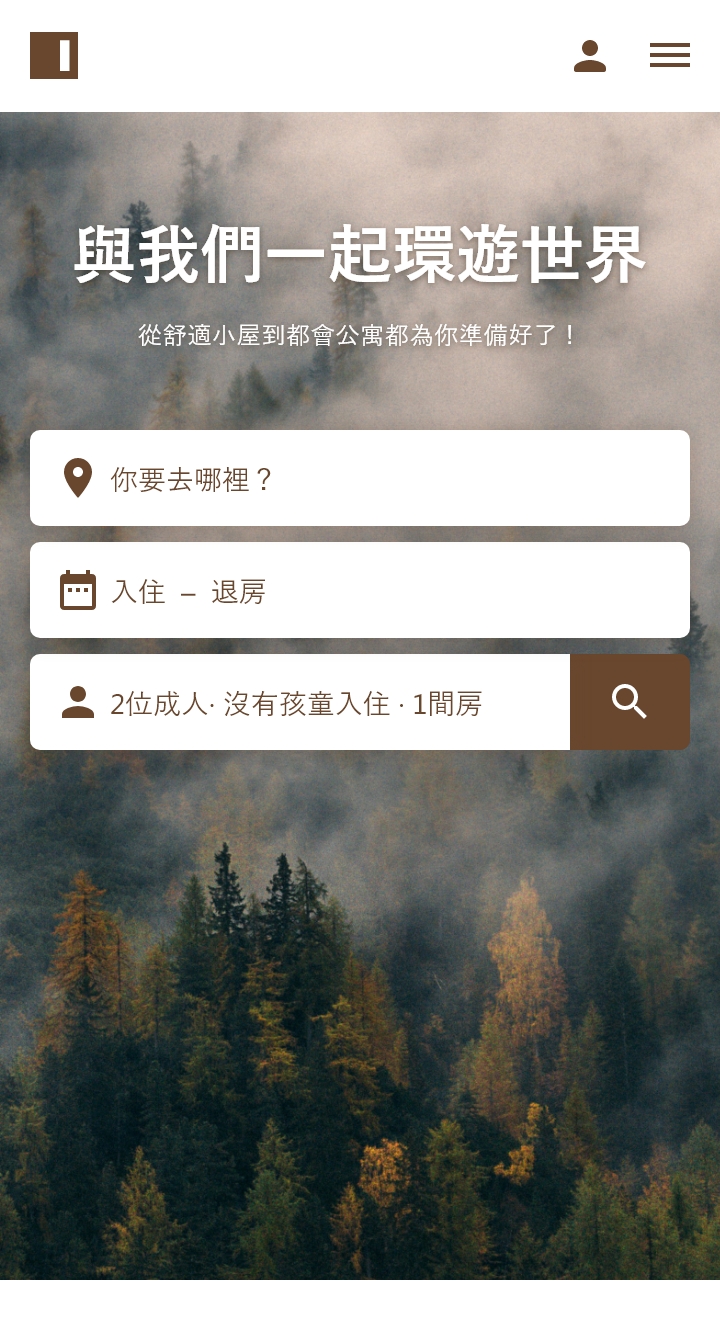 與我們一起環遊世界
從舒適小屋到都會公寓都為你準備好了！
你要去哪裡？
入住 – 退房
2位成人· 沒有孩童入住 · 1間房